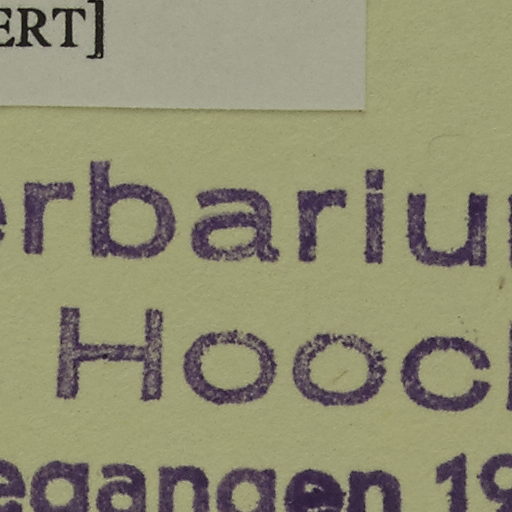 ERT]
erbariu
Hooc
egangen 19